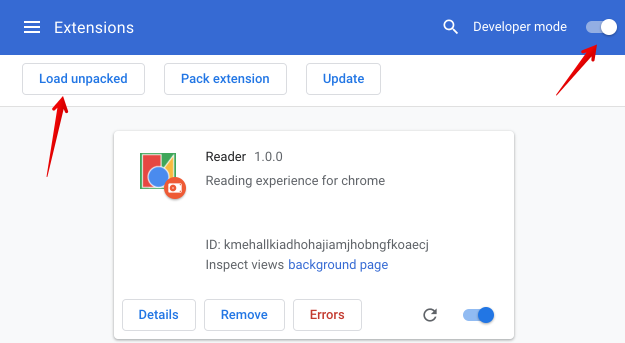 Extensions Developer mode
Load unpacked Pack extension Update
Reader 1.0.0
Reading experience for chrome
ID: kmehallkiadhohajiamjhobngfkoaecj
Inspect views background page
Details Remove Errors